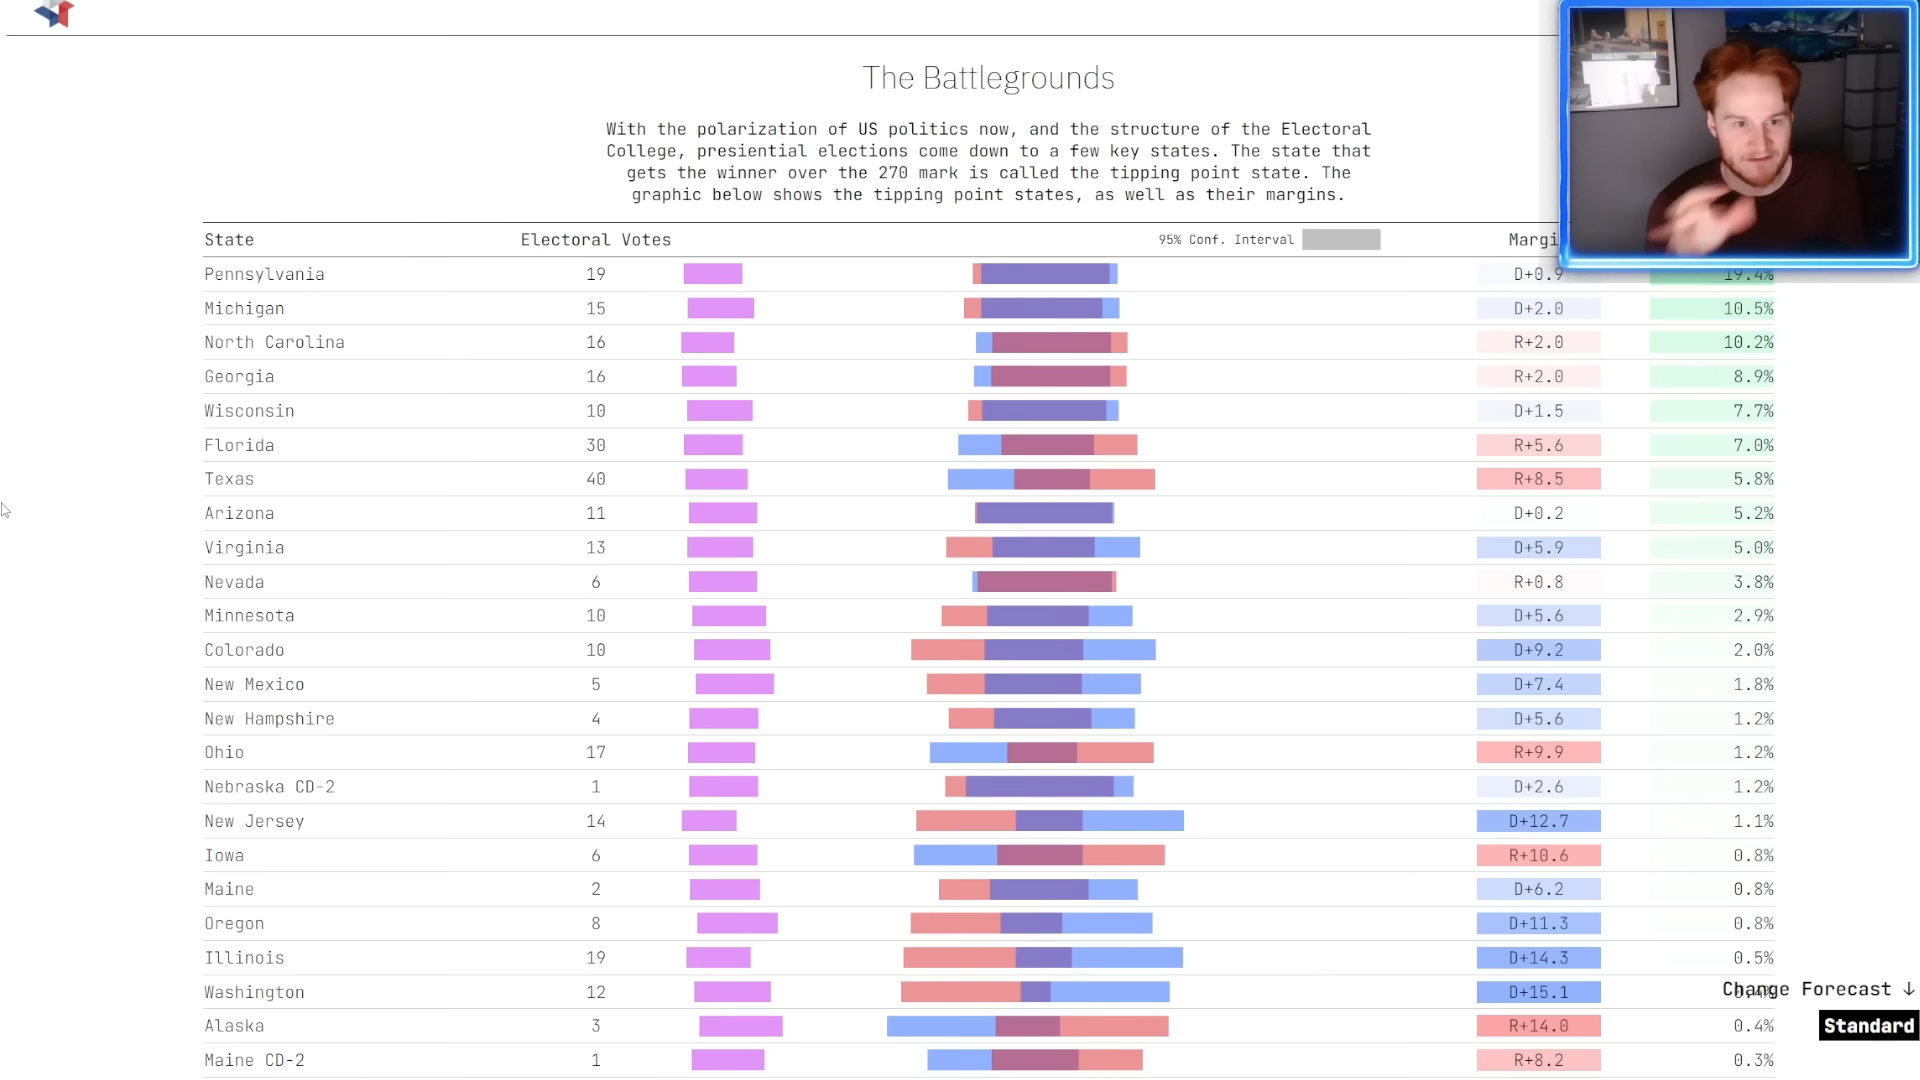 The Battlegrounds
With the polarization of US politics now, and the structure of the Electoral
College, presiential elections come down to a few key states. The state that
gets the winner over the 270 mark is called the tipping point state. The
graphic below shows the tipping point states, as well as their margins.
State Electoral Votes 95% Conf. Interval Margi
Pennsylvania 19 D+0.9 19.4%
Michigan 15 D+2.0 10.5%
North Carolina 16 R+2.0 10.2%
Georgia 16 R+2.0 8.9%
Wisconsin 10 D+1.5 7.7%
Florida 30 R+5.6 7.0%
Texas 40 R+8.5 5.8%
Arizona 11 D+0.2 5.2%
Virginia 13 D+5.9 5.0%
Nevada 6 R+0.8 3.8%
Minnesota 10 D+5.6 2.9%
Colorado 10 D+9.2 2.0%
New Mexico 5 D+7.4 1.8%
New Hampshire 4 D+5.6 1.2%
Ohio 17 R+9.9 1.2%
Nebraska CD-2 1 D+2.6 1.2%
New Jersey 14 D+12.7 1.1%
Iowa 6 R+10.6 0.8%
Maine 2 D+6.2 0.8%
Oregon 8 D+11.3 0.8%
Illinois 19 D+14.3 0.5%
Washington 12 D+15.1
Change Forecast ↓
Alaska 3 R+14.0 0.4%
Standard
Maine CD-2 1 R+8.2 0.3%